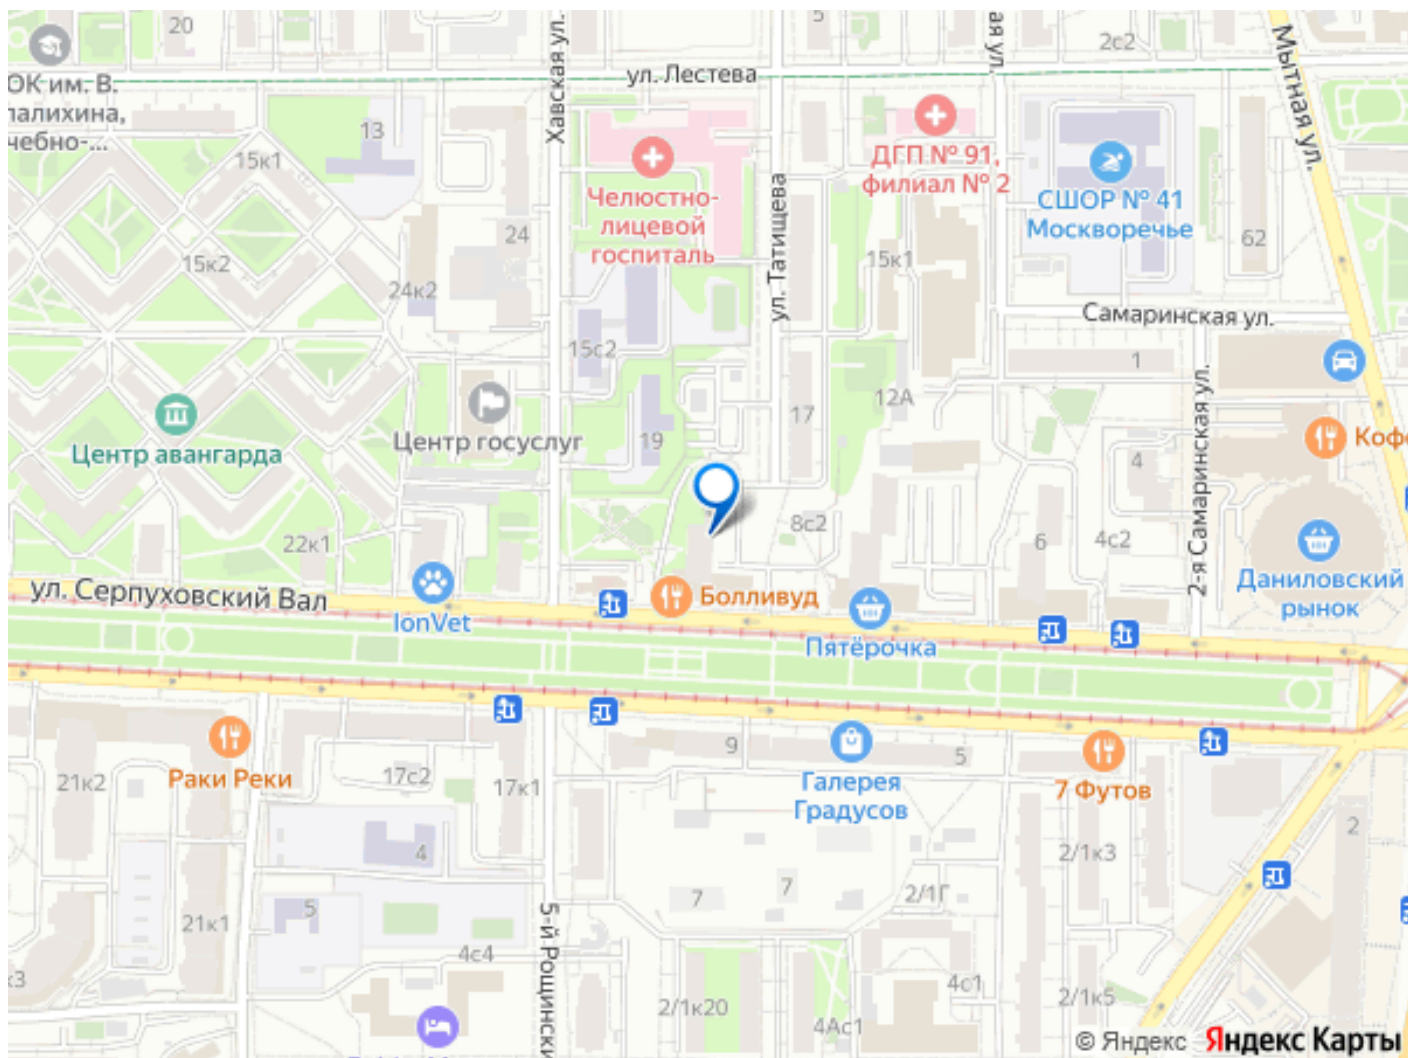 20
Хавская ул.
5
ая ул.
2с2
Мытная ул.
ул. Лестева
ОК им. В.
палихина,
чебно-...
13
15к1
ДГП № 91,
филиал № 2
Челюстно-
лицевой
госпиталь
ул. Татищева
СШОР № 41
Москворечье
24
62
15к2
15к1
24к2
Самаринская ул.
15с2
1
12А
2-я Самаринская ул.
17
Центр госуслуг
19
Кофе
Центр авангарда
4
8с2
22к1
6
4с2
Даниловский
рынок
ул. Серпуховский Вал
IonVet
Болливуд
Пятёрочка
9
5
Раки Реки
21к2
17с2
17к1
Галерея
Градусов
7 Футов
2
4
2/1к3
7
7
2/1Г
5
21к1
5-й Рощински
4с4
к3
4с1
2/1к20
2/1к5
4Ас1
© Яндекс Яндекс Карты